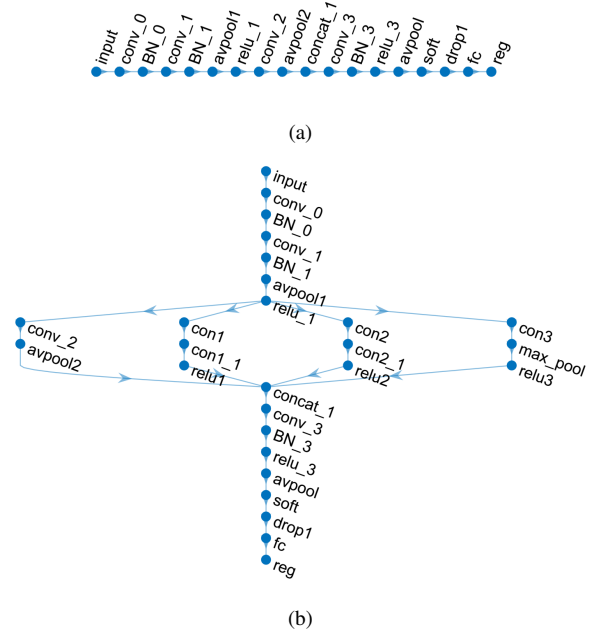 input
conv_0
BN_0
conv_1
BN_1
avpool1
relu_1
conv_2
avpool2
concat_1
conv_3
BN_3
relu_3
avpool
soft
drop1
fc
reg
(a)
input
conv_0
BN_0
conv_1
BN_1
avpool1
relu_1
conv_2
avpool2
con1
con1_1
relu1
con2
con2_1
relu2
con3
max_pool
relu3
concat_1
conv_3
BN_3
relu_3
avpool
soft
drop1
fc
reg
(b)